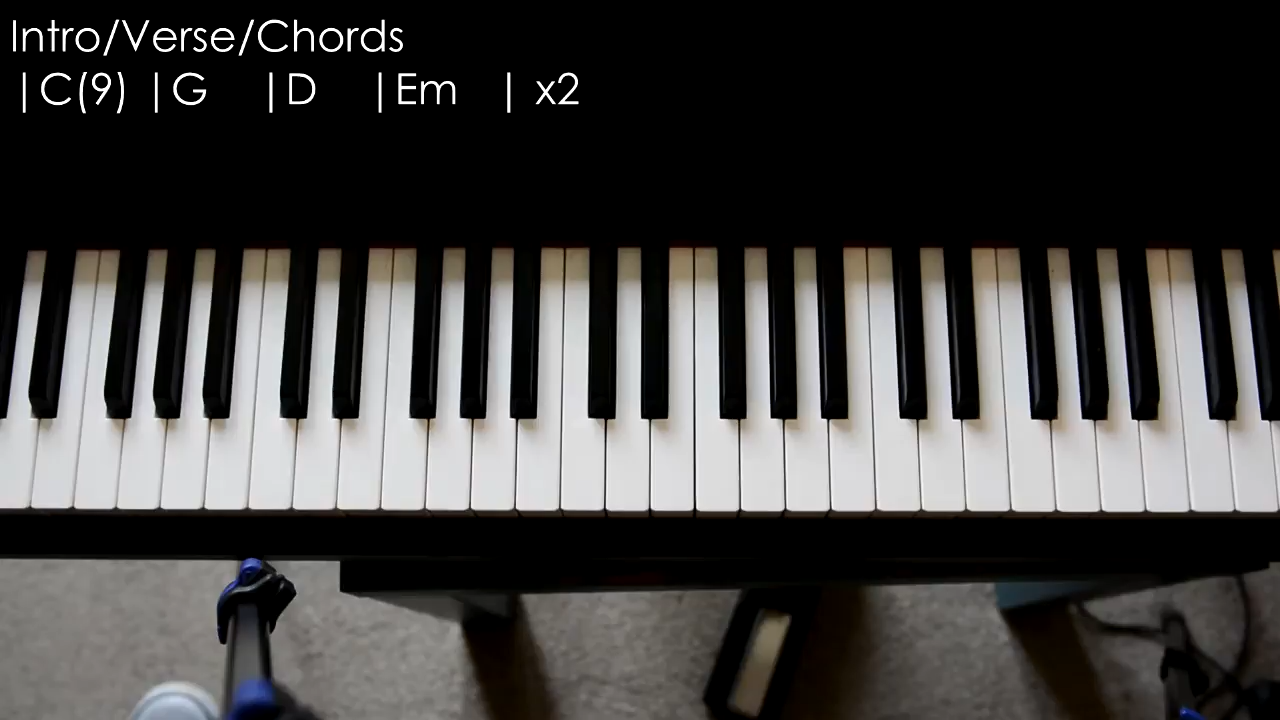 Intro/Verse/Chords
|C(9) |G |D |Em | x2